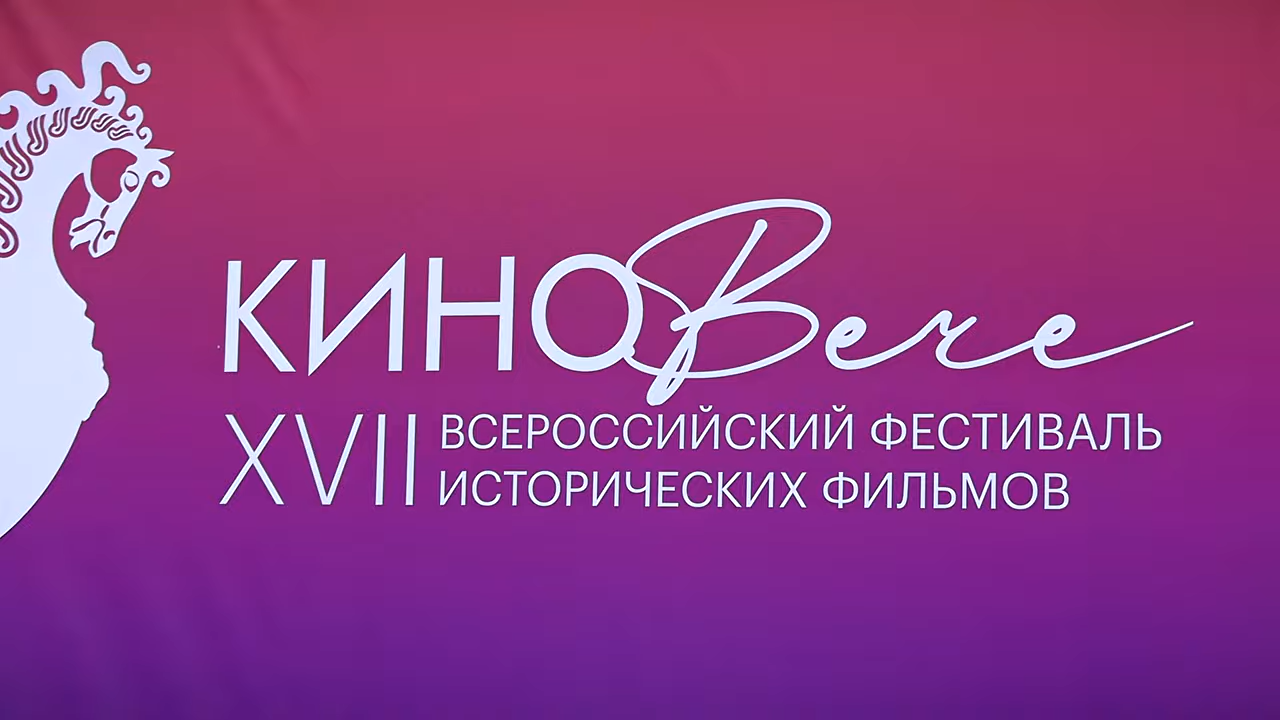 КИНОВече
XVII ВСЕРОССИЙСКИЙ ФЕСТИВАЛЬ
ИСТОРИЧЕСКИХ ФИЛЬМОВ